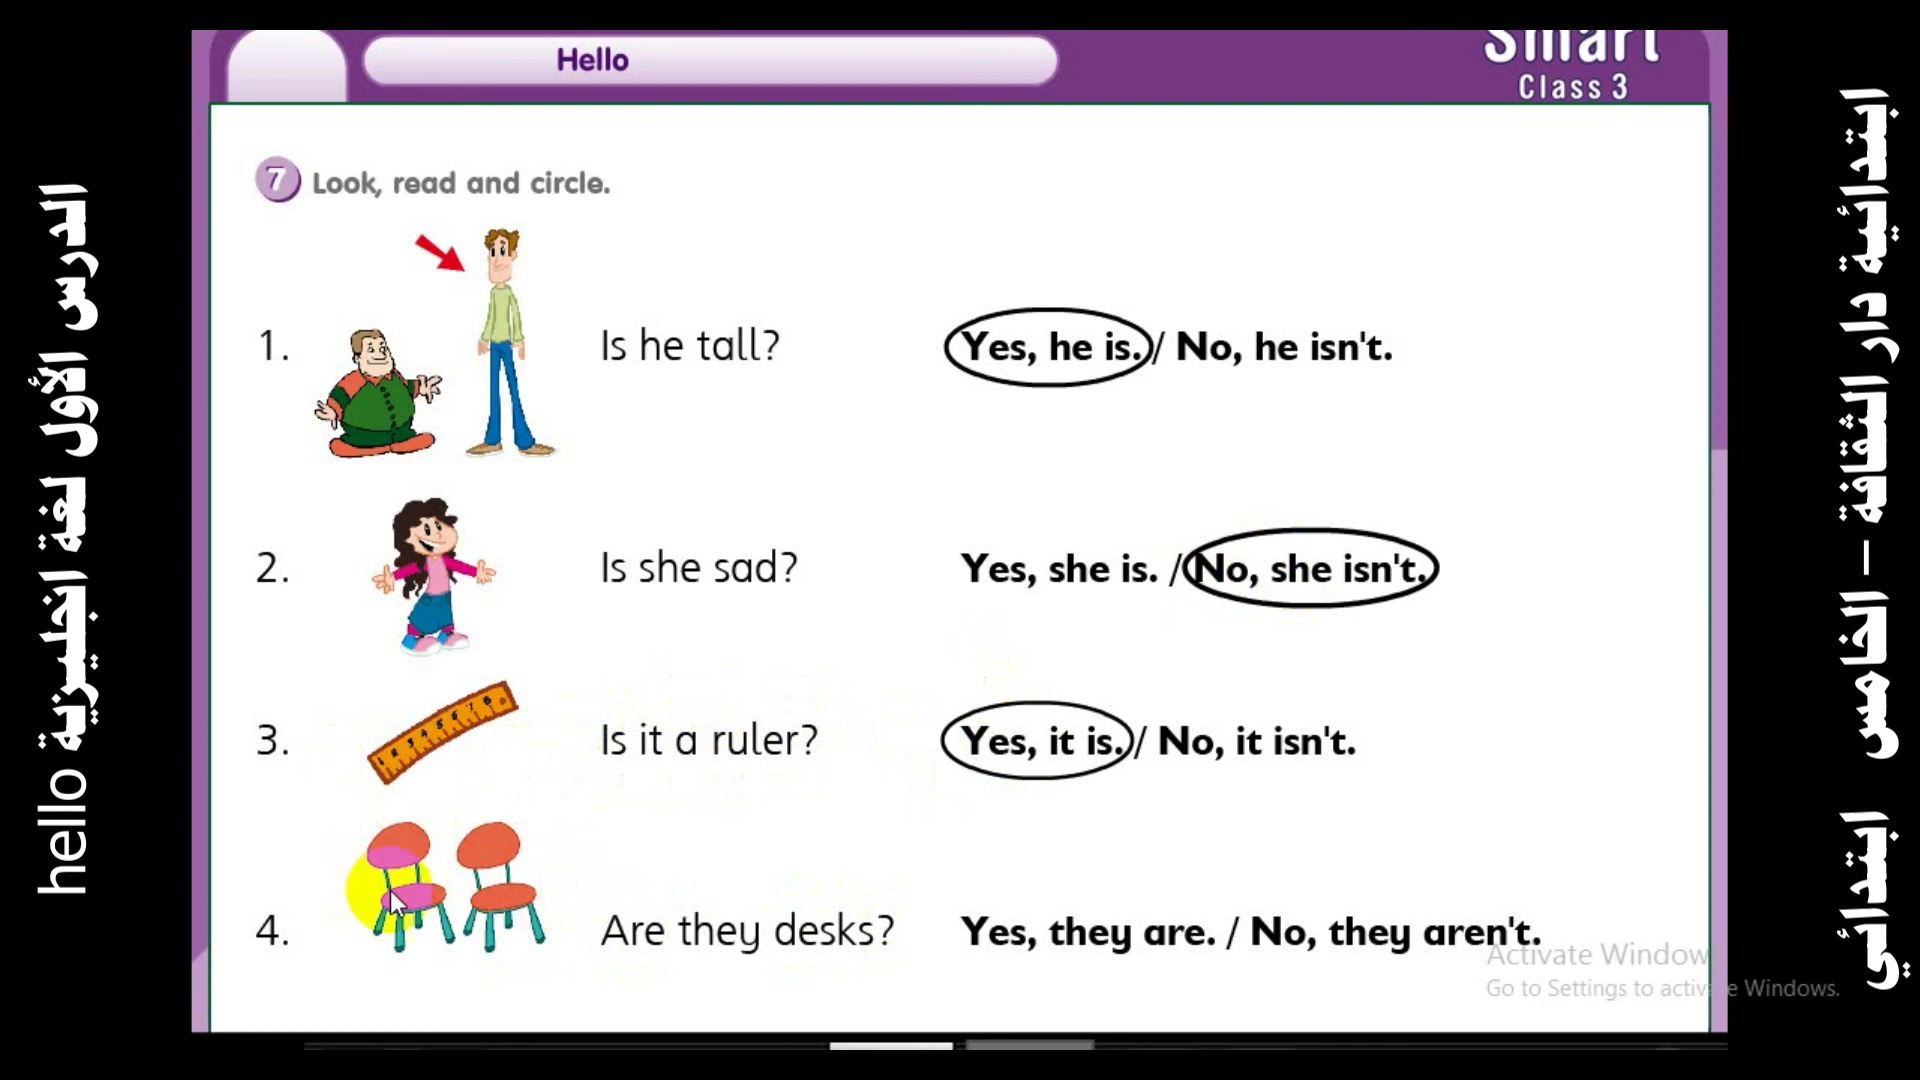 Hello
Smart
Class 3
7 Look, read and circle.
1. Is he tall? Yes, he is. / No, he isn't.
2. Is she sad? Yes, she is. / No, she isn't.
3. Is it a ruler? Yes, it is. / No, it isn't.
4. Are they desks? Yes, they are. / No, they aren't.
Activate Window
Go to Settings to activate Windows.
الدرس الأول لغة انجليزية hello
ابتدائية دار الثقافة – الخامس ابتدائي